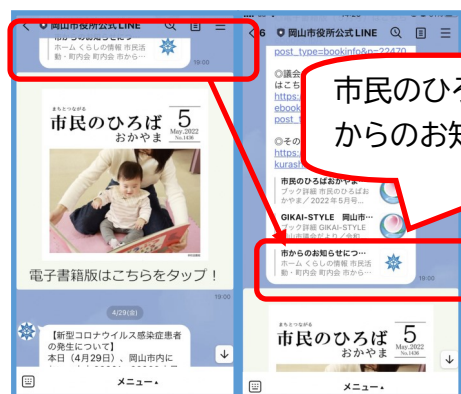 岡山市役所公式LINE
ホーム くらしの情報 市民活
動・町内会 町内会 市から…
19:00
まちとつながる
市民のひろば
おかやま
5
May.2022
No.1436
電子書籍版はこちらをタップ！
19:00
4/29(金)
【新型コロナウイルス感染症患者
の発生について】
本日（4月29日）、岡山市内に
メニュー▴
6
岡山市役所公式LINE
post_type=bookinfo&p=22470
◎議会
はこち
https:
ebook
post_t
◎その
https:
kurash
市民のひろばおかやま
ブック詳細 市民のひろばお
かやま／2022年5月号…
GIKAI-STYLE 岡山市…
ブック詳細 GIKAI-STYLE
市からのお知らせにつ…
ホーム くらしの情報 市民活
動・町内会 町内会 市から…
19:00
まちとつながる
市民のひろば
おかやま
5
May.2022
No.1436
メニュー▴
市民のひろ
からのお知